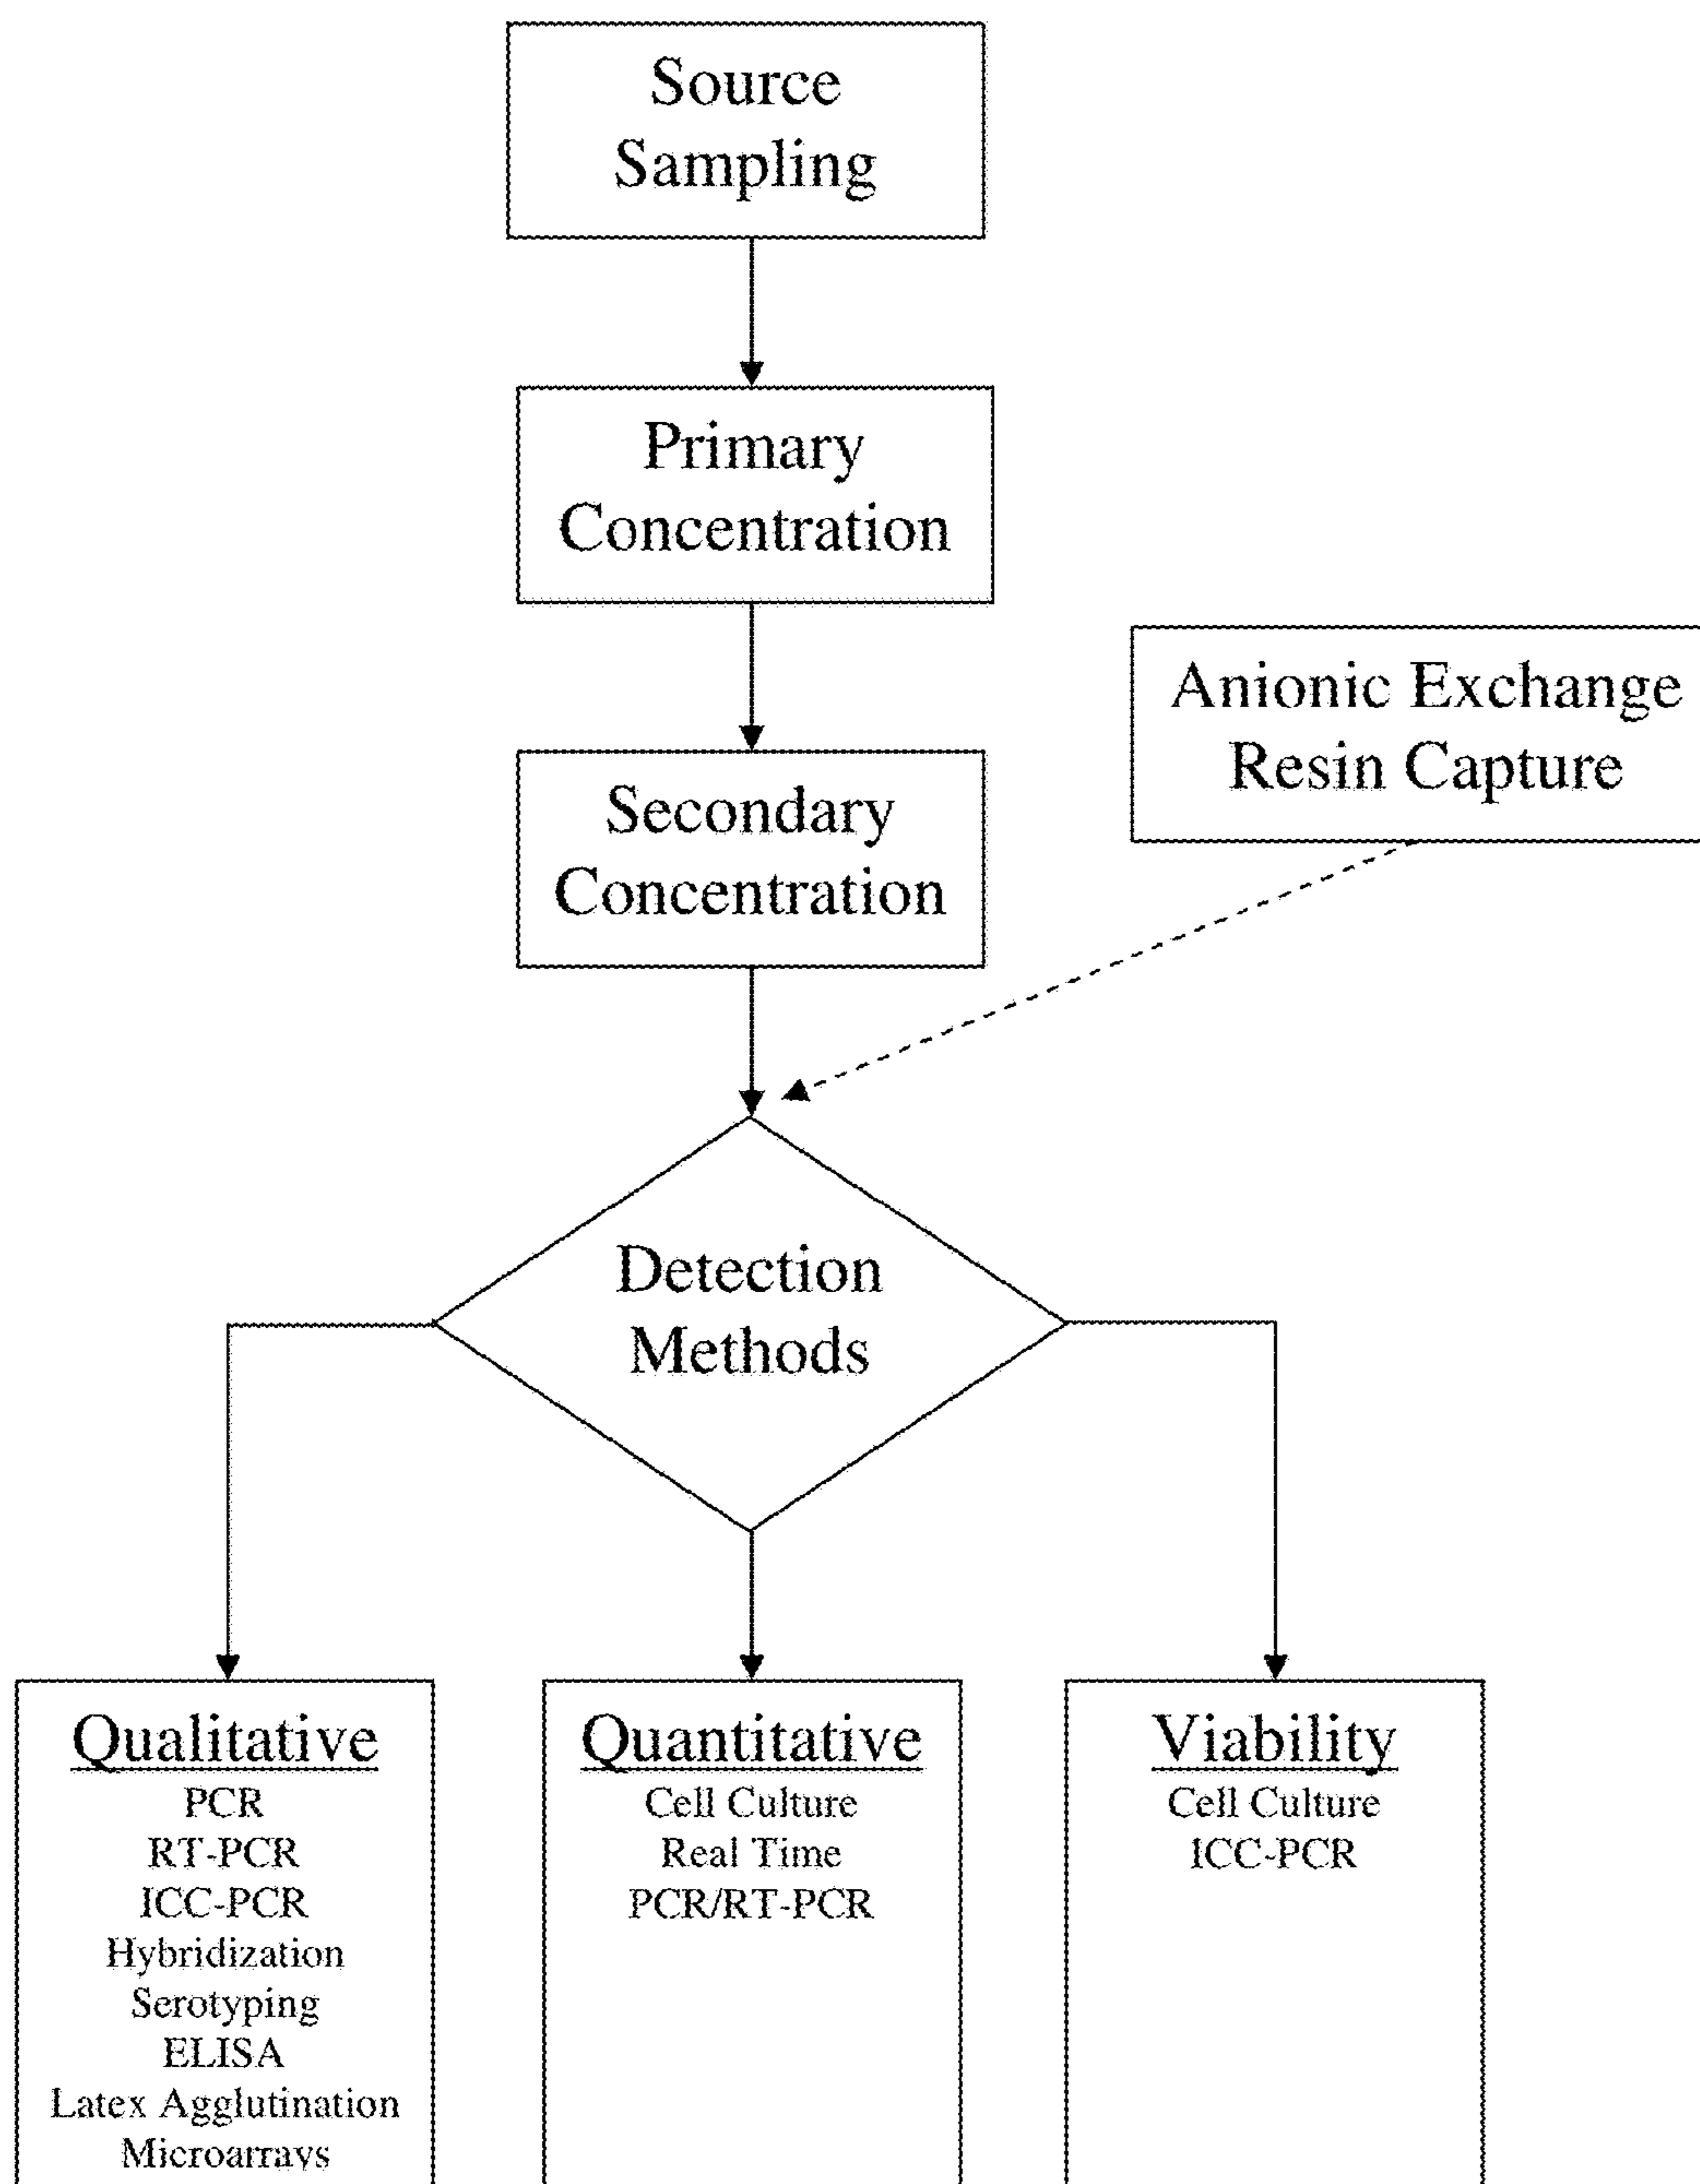 Source
Sampling
Primary
Concentration
Anionic Exchange
Resin Capture
Secondary
Concentration
Detection
Methods
Qualitative
PCR
RT-PCR
ICC-PCR
Hybridization
Serotyping
ELISA
Latex Agglutination
Microarrays
Quantitative
Cell Culture
Real Time
PCR/RT-PCR
Viability
Cell Culture
ICC-PCR